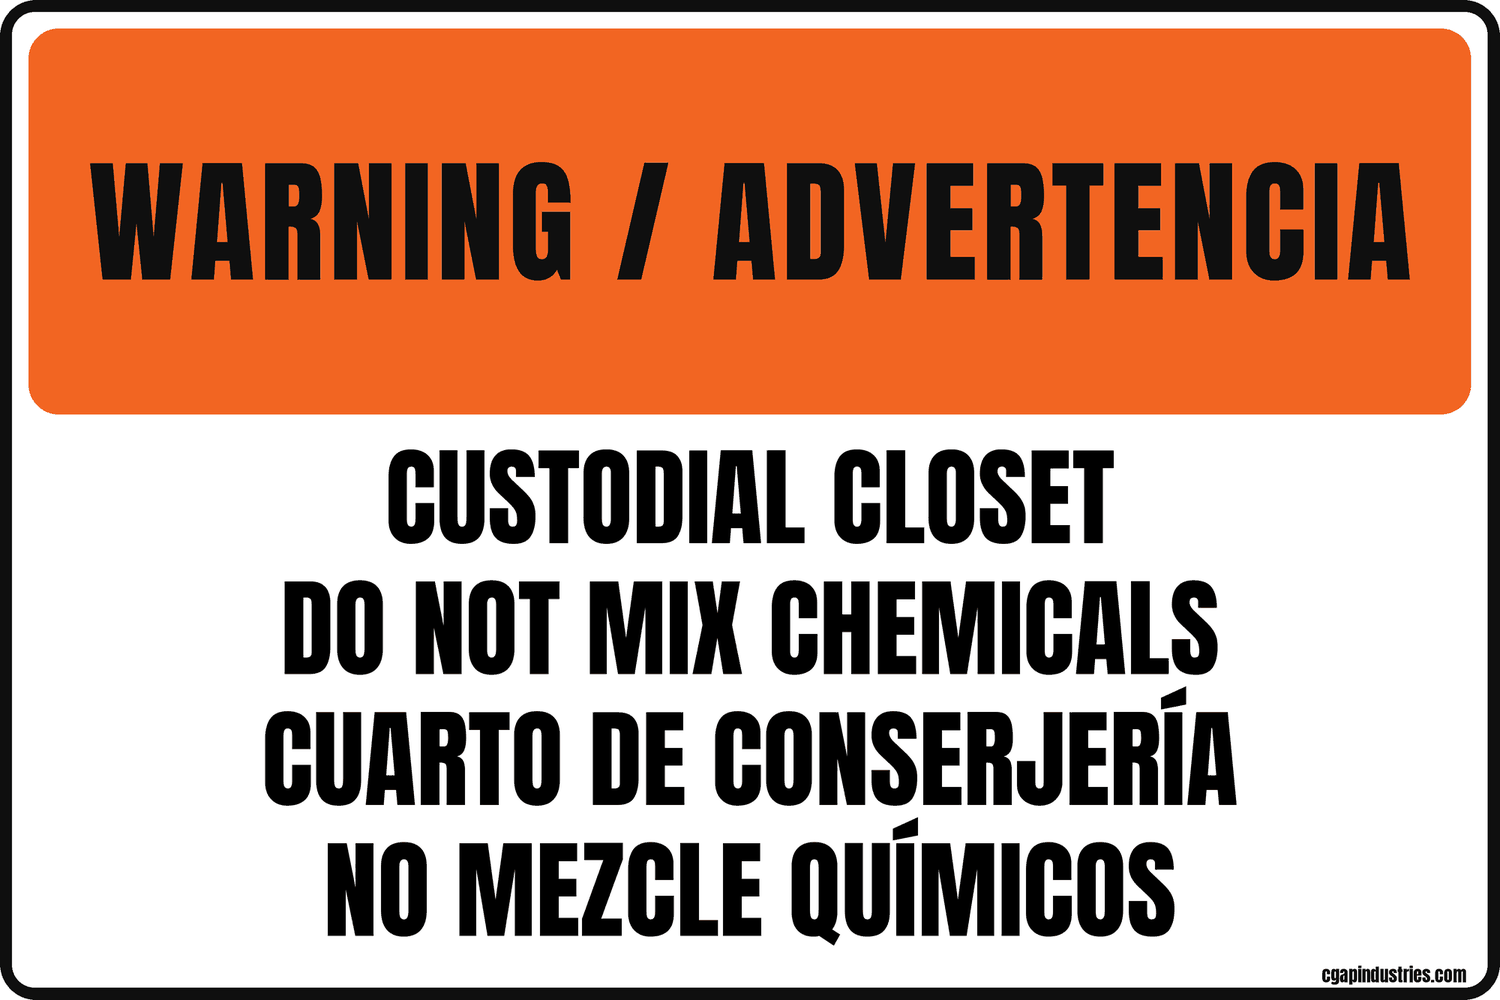 WARNING / ADVERTENCIA
CUSTODIAL CLOSET
DO NOT MIX CHEMICALS
CUARTO DE CONSERJERÍA
NO MEZCLE QUÍMICOS
cgapindustries.com